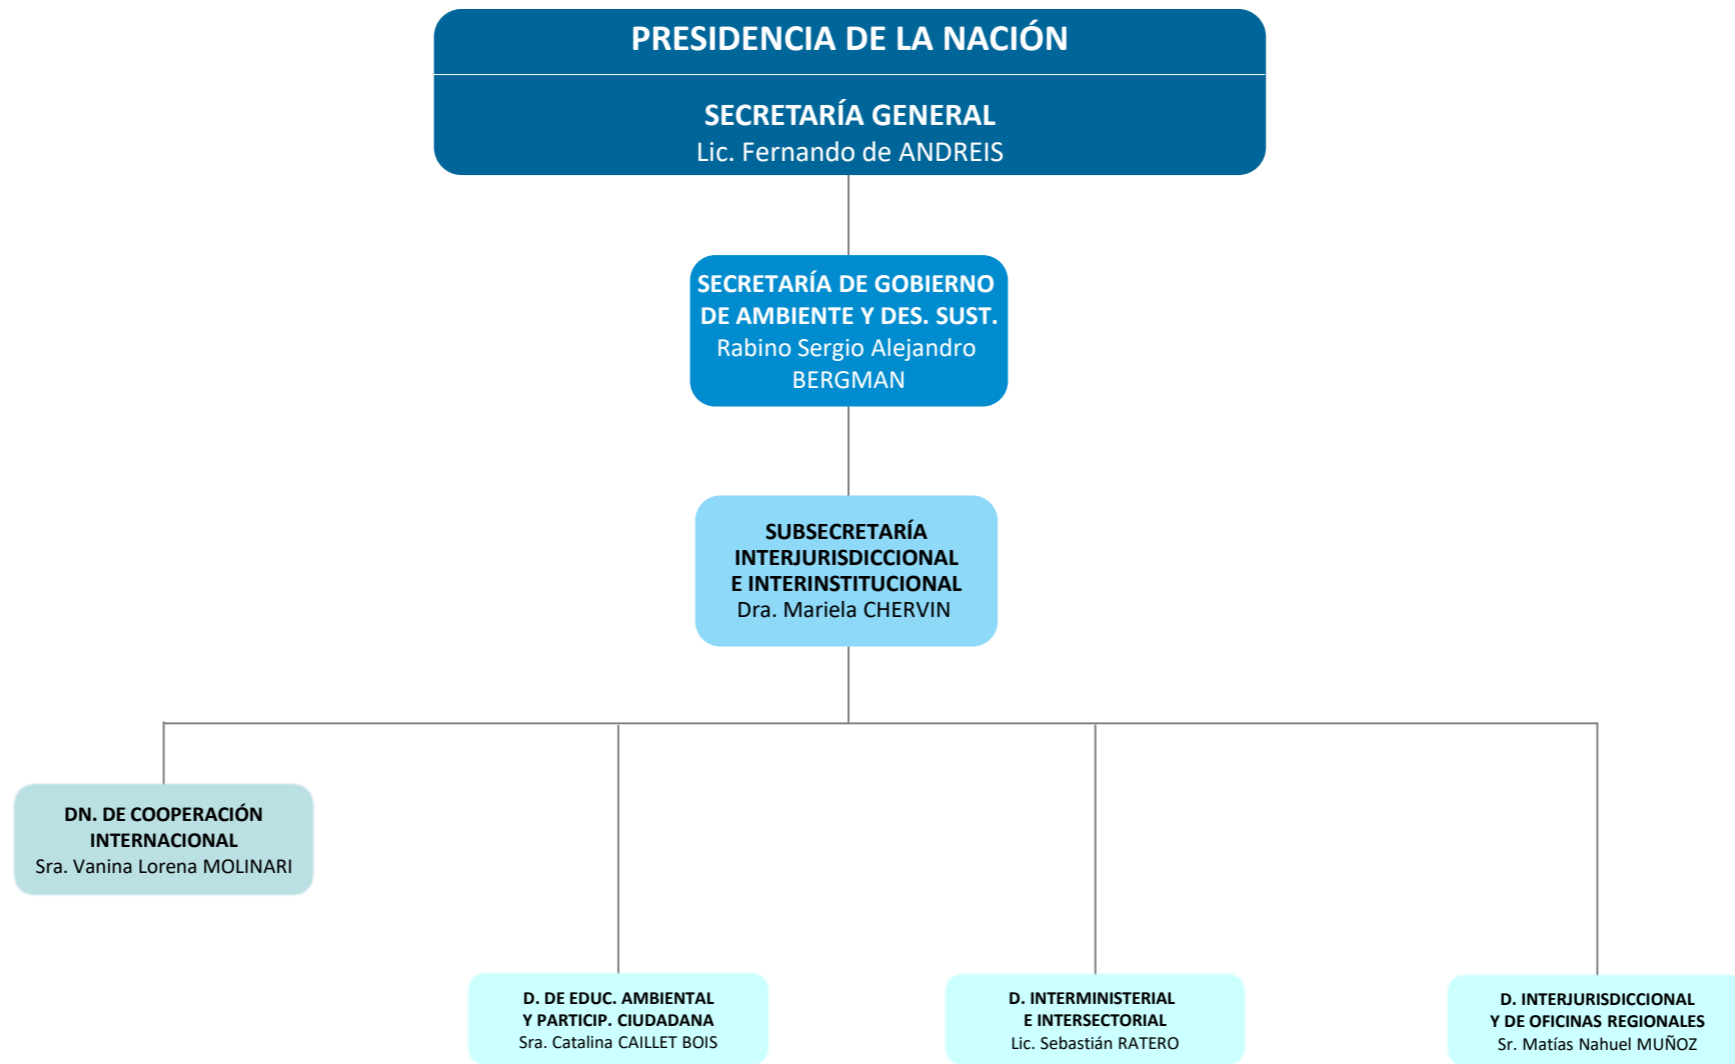 PRESIDENCIA DE LA NACIÓN
SECRETARÍA GENERAL
Lic. Fernando de ANDREIS
SECRETARÍA DE GOBIERNO
DE AMBIENTE Y DES. SUST.
Rabino Sergio Alejandro
BERGMAN
SUBSECRETARÍA
INTERJURISDICCIONAL
E INTERINSTITUCIONAL
Dra. Mariela CHERVIN
DN. DE COOPERACIÓN
INTERNACIONAL
Sra. Vanina Lorena MOLINARI
D. DE EDUC. AMBIENTAL
Y PARTICIP. CIUDADANA
Sra. Catalina CAILLET BOIS
D. INTERMINISTERIAL
E INTERSECTORIAL
Lic. Sebastián RATERO
D. INTERJURISDICCIONAL
Y DE OFICINAS REGIONALES
Sr. Matías Nahuel MUÑOZ